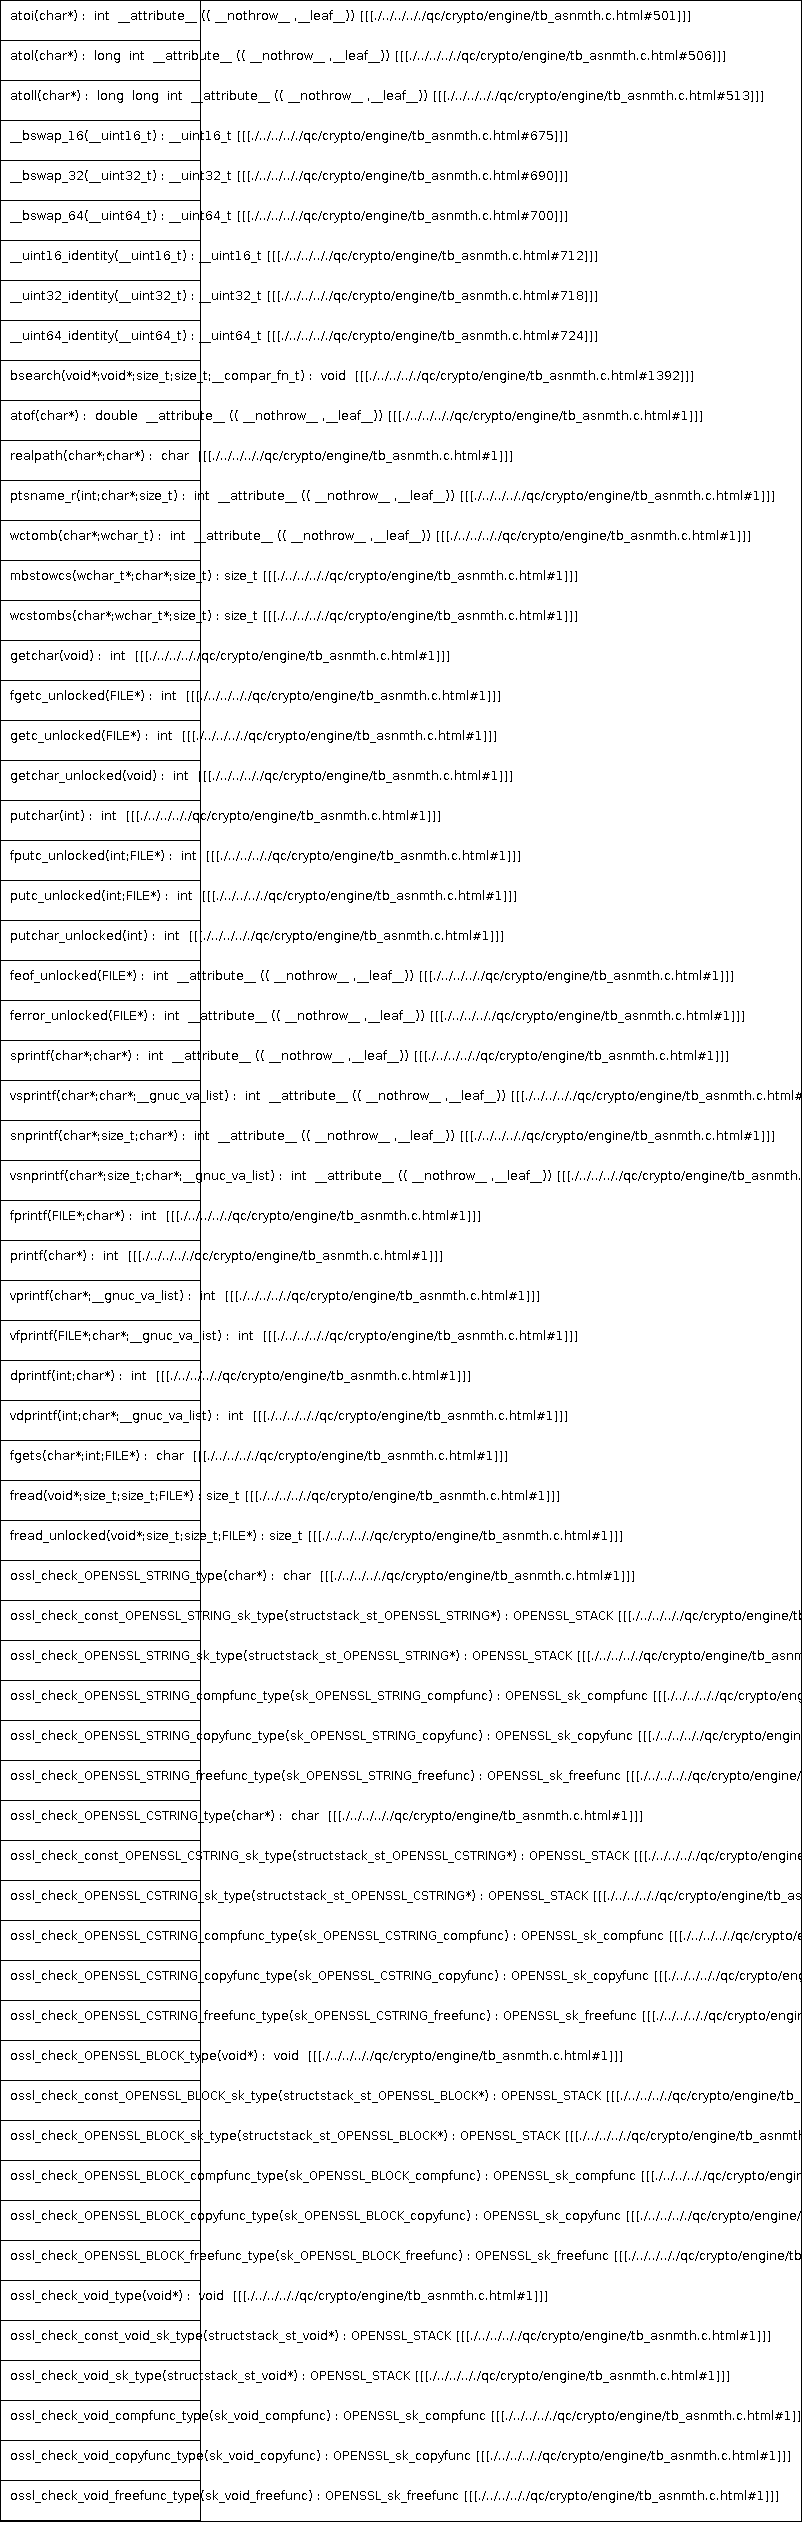 atoi(char*) :  int  __attribute__ (( __nothrow__ ,__leaf__)) [[[./../../../../qc/crypto/engine/tb_asnmth.c.html#501]]]
atol(char*) :  long  int  __attribute__ (( __nothrow__ ,__leaf__)) [[[./../../../../qc/crypto/engine/tb_asnmth.c.html#506]]]
atoll(char*) :  long  long  int  __attribute__ (( __nothrow__ ,__leaf__)) [[[./../../../../qc/crypto/engine/tb_asnmth.c.html#513]]]
__bswap_16(__uint16_t) : __uint16_t [[[./../../../../qc/crypto/engine/tb_asnmth.c.html#675]]]
__bswap_32(__uint32_t) : __uint32_t [[[./../../../../qc/crypto/engine/tb_asnmth.c.html#690]]]
__bswap_64(__uint64_t) : __uint64_t [[[./../../../../qc/crypto/engine/tb_asnmth.c.html#700]]]
__uint16_identity(__uint16_t) : __uint16_t [[[./../../../../qc/crypto/engine/tb_asnmth.c.html#712]]]
__uint32_identity(__uint32_t) : __uint32_t [[[./../../../../qc/crypto/engine/tb_asnmth.c.html#718]]]
__uint64_identity(__uint64_t) : __uint64_t [[[./../../../../qc/crypto/engine/tb_asnmth.c.html#724]]]
bsearch(void*;void*;size_t;size_t;__compar_fn_t) :  void  [[[./../../../../qc/crypto/engine/tb_asnmth.c.html#1392]]]
atof(char*) :  double  __attribute__ (( __nothrow__ ,__leaf__)) [[[./../../../../qc/crypto/engine/tb_asnmth.c.html#1]]]
realpath(char*;char*) :  char  [[[./../../../../qc/crypto/engine/tb_asnmth.c.html#1]]]
ptsname_r(int;char*;size_t) :  int  __attribute__ (( __nothrow__ ,__leaf__)) [[[./../../../../qc/crypto/engine/tb_asnmth.c.html#1]]]
wctomb(char*;wchar_t) :  int  __attribute__ (( __nothrow__ ,__leaf__)) [[[./../../../../qc/crypto/engine/tb_asnmth.c.html#1]]]
mbstowcs(wchar_t*;char*;size_t) : size_t [[[./../../../../qc/crypto/engine/tb_asnmth.c.html#1]]]
wcstombs(char*;wchar_t*;size_t) : size_t [[[./../../../../qc/crypto/engine/tb_asnmth.c.html#1]]]
getchar(void) :  int  [[[./../../../../qc/crypto/engine/tb_asnmth.c.html#1]]]
fgetc_unlocked(FILE*) :  int  [[[./../../../../qc/crypto/engine/tb_asnmth.c.html#1]]]
getc_unlocked(FILE*) :  int  [[[./../../../../qc/crypto/engine/tb_asnmth.c.html#1]]]
getchar_unlocked(void) :  int  [[[./../../../../qc/crypto/engine/tb_asnmth.c.html#1]]]
putchar(int) :  int  [[[./../../../../qc/crypto/engine/tb_asnmth.c.html#1]]]
fputc_unlocked(int;FILE*) :  int  [[[./../../../../qc/crypto/engine/tb_asnmth.c.html#1]]]
putc_unlocked(int;FILE*) :  int  [[[./../../../../qc/crypto/engine/tb_asnmth.c.html#1]]]
putchar_unlocked(int) :  int  [[[./../../../../qc/crypto/engine/tb_asnmth.c.html#1]]]
feof_unlocked(FILE*) :  int  __attribute__ (( __nothrow__ ,__leaf__)) [[[./../../../../qc/crypto/engine/tb_asnmth.c.html#1]]]
ferror_unlocked(FILE*) :  int  __attribute__ (( __nothrow__ ,__leaf__)) [[[./../../../../qc/crypto/engine/tb_asnmth.c.html#1]]]
sprintf(char*;char*) :  int  __attribute__ (( __nothrow__ ,__leaf__)) [[[./../../../../qc/crypto/engine/tb_asnmth.c.html#1]]]
vsprintf(char*;char*;__gnuc_va_list) :  int  __attribute__ (( __nothrow__ ,__leaf__)) [[[./../../../../qc/crypto/engine/tb_asnmth.c.html#
snprintf(char*;size_t;char*) :  int  __attribute__ (( __nothrow__ ,__leaf__)) [[[./../../../../qc/crypto/engine/tb_asnmth.c.html#1]]]
vsnprintf(char*;size_t;char*;__gnuc_va_list) :  int  __attribute__ (( __nothrow__ ,__leaf__)) [[[./../../../../qc/crypto/engine/tb_asnmth.
fprintf(FILE*;char*) :  int  [[[./../../../../qc/crypto/engine/tb_asnmth.c.html#1]]]
printf(char*) :  int  [[[./../../../../qc/crypto/engine/tb_asnmth.c.html#1]]]
vprintf(char*;__gnuc_va_list) :  int  [[[./../../../../qc/crypto/engine/tb_asnmth.c.html#1]]]
vfprintf(FILE*;char*;__gnuc_va_list) :  int  [[[./../../../../qc/crypto/engine/tb_asnmth.c.html#1]]]
dprintf(int;char*) :  int  [[[./../../../../qc/crypto/engine/tb_asnmth.c.html#1]]]
vdprintf(int;char*;__gnuc_va_list) :  int  [[[./../../../../qc/crypto/engine/tb_asnmth.c.html#1]]]
fgets(char*;int;FILE*) :  char  [[[./../../../../qc/crypto/engine/tb_asnmth.c.html#1]]]
fread(void*;size_t;size_t;FILE*) : size_t [[[./../../../../qc/crypto/engine/tb_asnmth.c.html#1]]]
fread_unlocked(void*;size_t;size_t;FILE*) : size_t [[[./../../../../qc/crypto/engine/tb_asnmth.c.html#1]]]
ossl_check_OPENSSL_STRING_type(char*) :  char  [[[./../../../../qc/crypto/engine/tb_asnmth.c.html#1]]]
ossl_check_const_OPENSSL_STRING_sk_type(structstack_st_OPENSSL_STRING*) : OPENSSL_STACK [[[./../../../../qc/crypto/engine/tb
ossl_check_OPENSSL_STRING_sk_type(structstack_st_OPENSSL_STRING*) : OPENSSL_STACK [[[./../../../../qc/crypto/engine/tb_asnm
ossl_check_OPENSSL_STRING_compfunc_type(sk_OPENSSL_STRING_compfunc) : OPENSSL_sk_compfunc [[[./../../../../qc/crypto/eng
ossl_check_OPENSSL_STRING_copyfunc_type(sk_OPENSSL_STRING_copyfunc) : OPENSSL_sk_copyfunc [[[./../../../../qc/crypto/engin
ossl_check_OPENSSL_STRING_freefunc_type(sk_OPENSSL_STRING_freefunc) : OPENSSL_sk_freefunc [[[./../../../../qc/crypto/engine/
ossl_check_OPENSSL_CSTRING_type(char*) :  char  [[[./../../../../qc/crypto/engine/tb_asnmth.c.html#1]]]
ossl_check_const_OPENSSL_CSTRING_sk_type(structstack_st_OPENSSL_CSTRING*) : OPENSSL_STACK [[[./../../../../qc/crypto/engine
ossl_check_OPENSSL_CSTRING_sk_type(structstack_st_OPENSSL_CSTRING*) : OPENSSL_STACK [[[./../../../../qc/crypto/engine/tb_as
ossl_check_OPENSSL_CSTRING_compfunc_type(sk_OPENSSL_CSTRING_compfunc) : OPENSSL_sk_compfunc [[[./../../../../qc/crypto/e
ossl_check_OPENSSL_CSTRING_copyfunc_type(sk_OPENSSL_CSTRING_copyfunc) : OPENSSL_sk_copyfunc [[[./../../../../qc/crypto/eng
ossl_check_OPENSSL_CSTRING_freefunc_type(sk_OPENSSL_CSTRING_freefunc) : OPENSSL_sk_freefunc [[[./../../../../qc/crypto/engin
ossl_check_OPENSSL_BLOCK_type(void*) :  void  [[[./../../../../qc/crypto/engine/tb_asnmth.c.html#1]]]
ossl_check_const_OPENSSL_BLOCK_sk_type(structstack_st_OPENSSL_BLOCK*) : OPENSSL_STACK [[[./../../../../qc/crypto/engine/tb_
ossl_check_OPENSSL_BLOCK_sk_type(structstack_st_OPENSSL_BLOCK*) : OPENSSL_STACK [[[./../../../../qc/crypto/engine/tb_asnmth
ossl_check_OPENSSL_BLOCK_compfunc_type(sk_OPENSSL_BLOCK_compfunc) : OPENSSL_sk_compfunc [[[./../../../../qc/crypto/engin
ossl_check_OPENSSL_BLOCK_copyfunc_type(sk_OPENSSL_BLOCK_copyfunc) : OPENSSL_sk_copyfunc [[[./../../../../qc/crypto/engine/
ossl_check_OPENSSL_BLOCK_freefunc_type(sk_OPENSSL_BLOCK_freefunc) : OPENSSL_sk_freefunc [[[./../../../../qc/crypto/engine/tb
ossl_check_void_type(void*) :  void  [[[./../../../../qc/crypto/engine/tb_asnmth.c.html#1]]]
ossl_check_const_void_sk_type(structstack_st_void*) : OPENSSL_STACK [[[./../../../../qc/crypto/engine/tb_asnmth.c.html#1]]]
ossl_check_void_sk_type(structstack_st_void*) : OPENSSL_STACK [[[./../../../../qc/crypto/engine/tb_asnmth.c.html#1]]]
ossl_check_void_compfunc_type(sk_void_compfunc) : OPENSSL_sk_compfunc [[[./../../../../qc/crypto/engine/tb_asnmth.c.html#1]]
ossl_check_void_copyfunc_type(sk_void_copyfunc) : OPENSSL_sk_copyfunc [[[./../../../../qc/crypto/engine/tb_asnmth.c.html#1]]]
ossl_check_void_freefunc_type(sk_void_freefunc) : OPENSSL_sk_freefunc [[[./../../../../qc/crypto/engine/tb_asnmth.c.html#1]]]